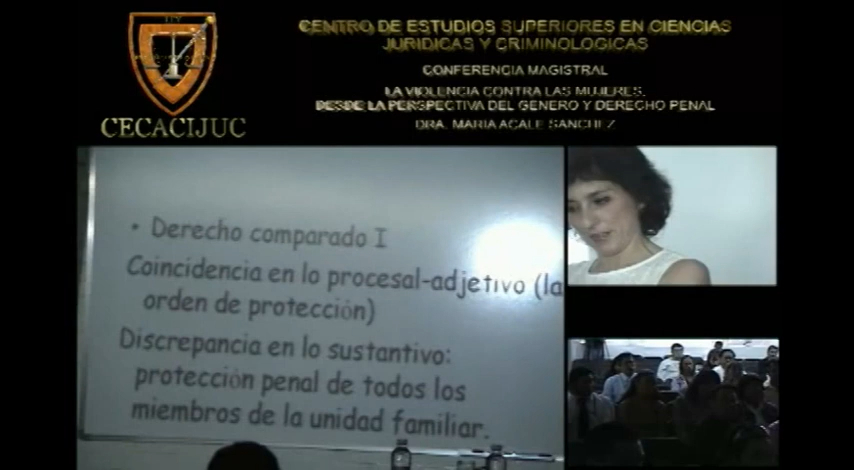 CENTRO DE ESTUDIOS SUPERIORES EN CIENCIAS
JURIDICAS Y CRIMINOLOGICAS
CONFERENCIA MAGISTRAL
LA VIOLENCIA CONTRA LAS MUJERES.
DESDE LA PERSPECTIVA DEL GENERO Y DERECHO PENAL
DRA. MARIA ACALE SANCHEZ
CECACIJUC
• Derecho comparado I
Coincidencia en lo procesal-adjetivo (la
orden de protección)
Discrepancia en lo sustantivo:
protección penal de todos los
miembros de la unidad familiar.